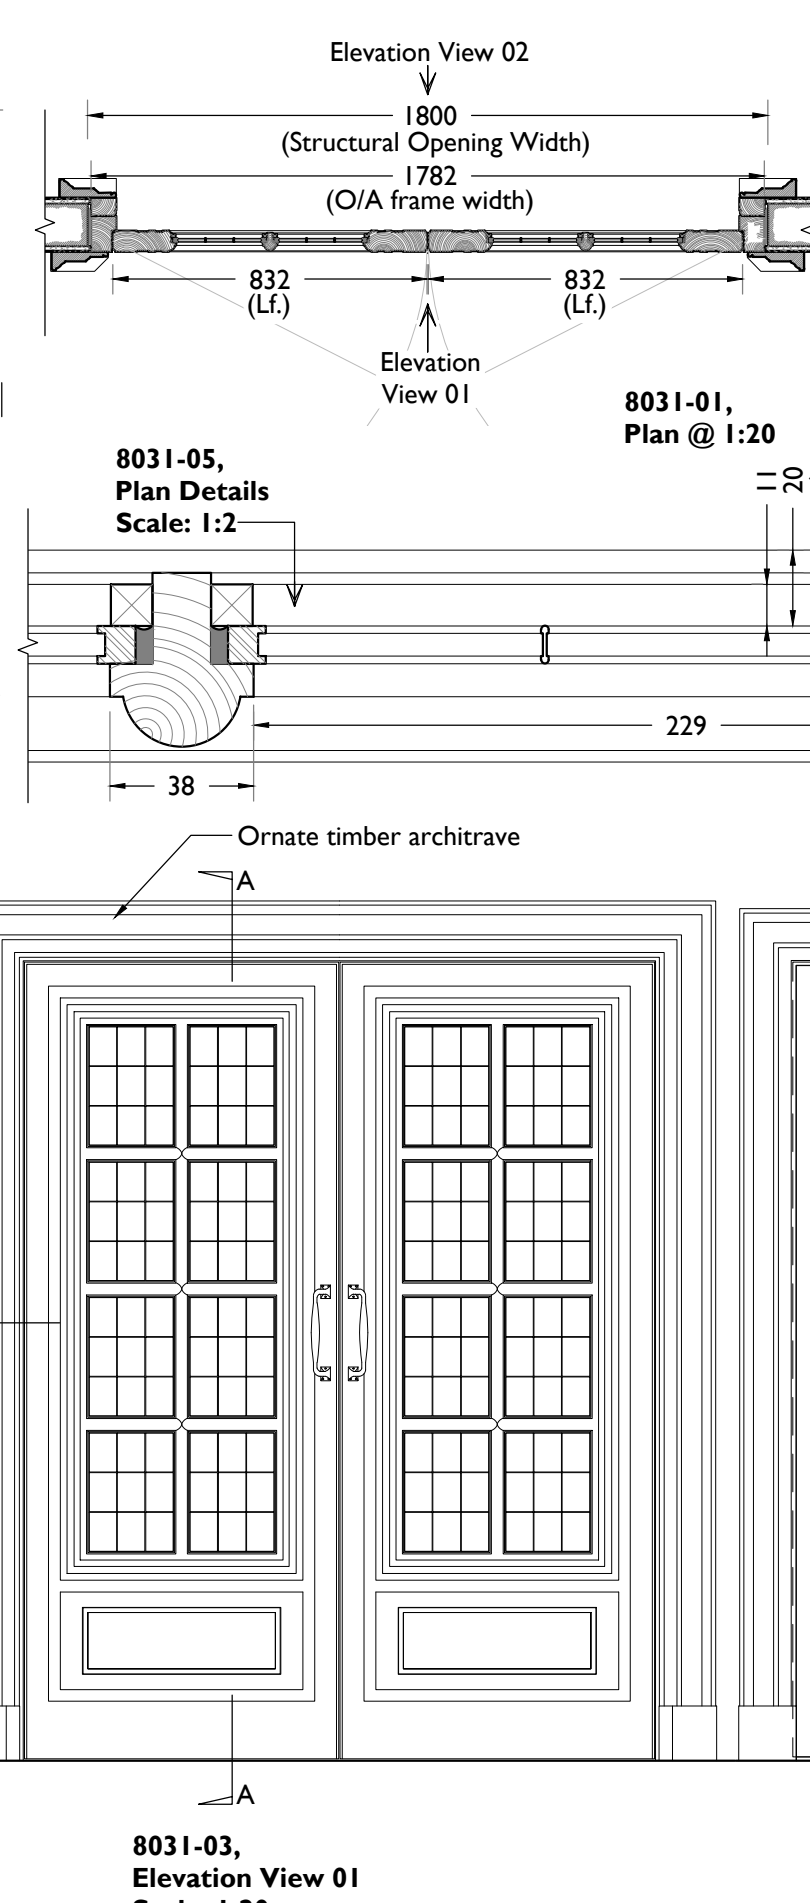 Elevation View 02
1800
(Structural Opening Width)
1782
(O/A frame width)
832
(Lf.)
832
(Lf.)
Elevation
View 01
8031-01,
Plan @ 1:20
8031-05,
Plan Details
Scale: 1:2
11
20
229
38
Ornate timber architrave
A
A
8031-03,
Elevation View 01